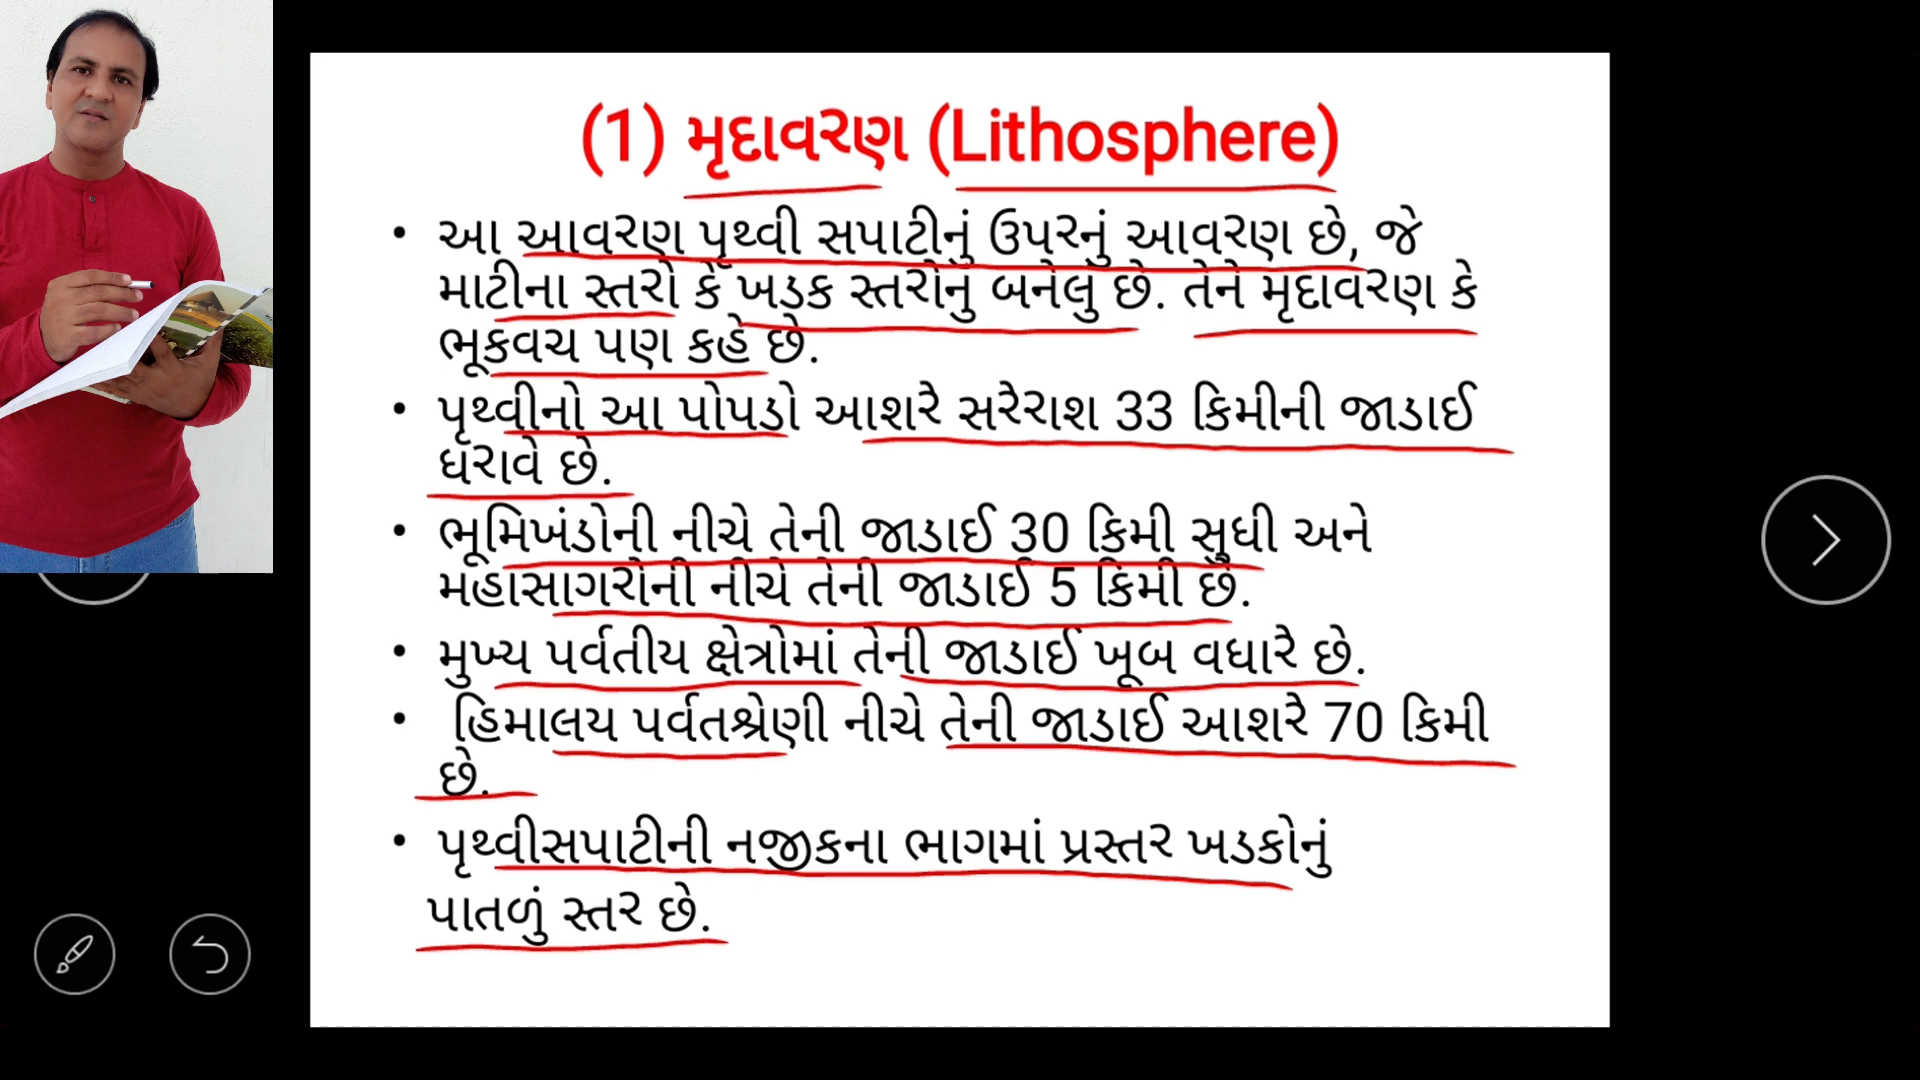 (1) મૃદાવરણ (Lithosphere)
• આ આવરણ પૃથ્વી સપાટીનું ઉપરનું આવરણ છે, જે
માટીના સ્તરો કે ખડક સ્તરોનું બનેલું છે. તેને મૃદાવરણ કે
ભૂકવચ પણ કહે છે.
• પૃથ્વીનો આ પોપડો આશરે સરેરાશ 33 કિમીની જાડાઈ
ધરાવે છે.
• ભૂમિખંડોની નીચે તેની જાડાઈ 30 કિમી સુધી અને
મહાસાગરોની નીચે તેની જાડાઈ 5 કિમી છે.
• મુખ્ય પર્વતીય ક્ષેત્રોમાં તેની જાડાઈ ખૂબ વધારે છે.
• હિમાલય પર્વતશ્રેણી નીચે તેની જાડાઈ આશરે 70 કિમી
છે.
• પૃથ્વીસપાટીની નજીકના ભાગમાં પ્રસ્તર ખડકોનું
પાતળું સ્તર છે.